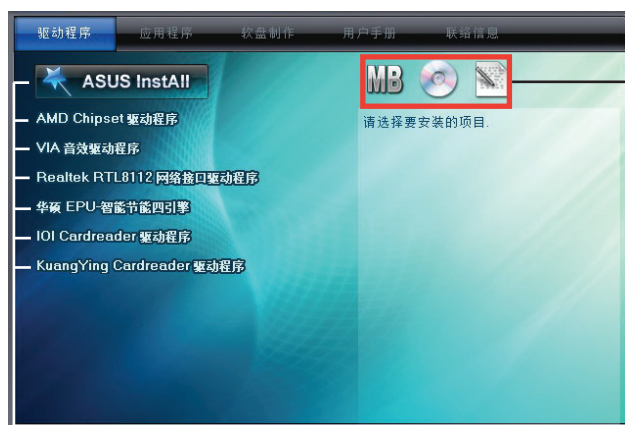 驱动程序 应用程序 软盘制作 用户手册 联络信息
ASUS InstAll
MB
AMD Chipset 驱动程序
请选择要安装的项目.
VIA 音效驱动程序
Realtek RTL8112 网络接口驱动程序
华硕 EPU-智能节能四引擎
IOI Cardreader 驱动程序
KuangYing Cardreader 驱动程序